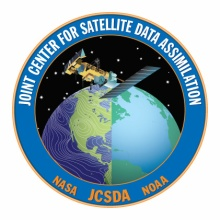 JOINT CENTER FOR SATELLITE DATA ASSIMILATION
NASA JCSDA NOAA